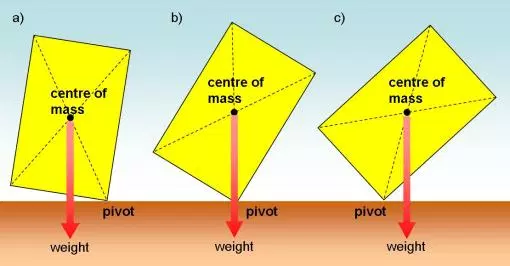 a)
centre of
mass
pivot
weight
b)
centre of
mass
pivot
weight
c)
centre of
mass
pivot
weight